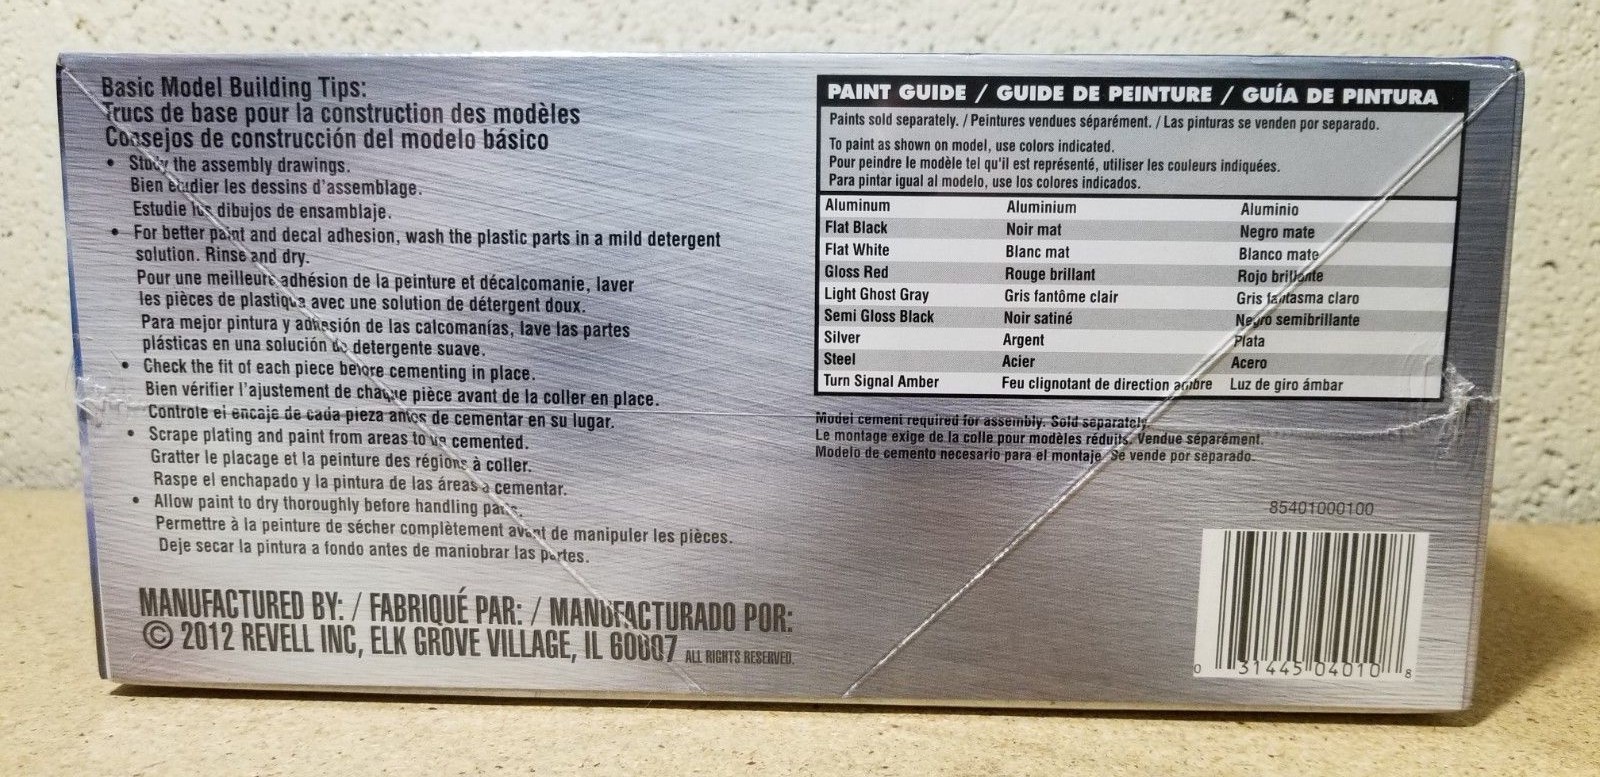 Basic Model Building Tips:
Trucs de base pour la construction des modèles
Consejos de construcción del modelo básico
• Study the assembly drawings.
Bien étudier les dessins d'assemblage.
Estudie los dibujos de ensamblaje.
• For better paint and decal adhesion, wash the plastic parts in a mild detergent
solution. Rinse and dry.
Pour une meilleure adhésion de la peinture et décalcomanie, laver
les pièces de plastique avec une solution de détergent doux.
Para mejor pintura y adhesión de las calcomanías, lave las partes
plásticas en una solución de detergente suave.
• Check the fit of each piece before cementing in place.
Bien vérifier l'ajustement de chaque pièce avant de la coller en place.
Controle el encaje de cada pieza antes de cementar en su lugar.
• Scrape plating and paint from areas to be cemented.
Gratter le placage et la peinture des régions à coller.
Raspe el enchapado y la pintura de las áreas a cementar.
• Allow paint to dry thoroughly before handling parts.
Permettre à la peinture de sécher complètement avant de manipuler les pièces.
Deje secar la pintura a fondo antes de maniobrar las partes.
MANUFACTURED BY: / FABRIQUÉ PAR: / MANUFACTURADO POR:
© 2012 REVELL INC, ELK GROVE VILLAGE, IL 60007 ALL RIGHTS RESERVED.
PAINT GUIDE / GUIDE DE PEINTURE / GUÍA DE PINTURA
Paints sold separately. / Peintures vendues séparément. / Las pinturas se venden por separado.
To paint as shown on model, use colors indicated.
Pour peindre le modèle tel qu'il est représenté, utiliser les couleurs indiquées.
Para pintar igual al modelo, use los colores indicados.
Aluminum Aluminium Aluminio
Flat Black Noir mat Negro mate
Flat White Blanc mat Blanco mate
Gloss Red Rouge brillant Rojo brillante
Light Ghost Gray Gris fantôme clair Gris fantasma claro
Semi Gloss Black Noir satiné Negro semibrillante
Silver Argent Plata
Steel Acier Acero
Turn Signal Amber Feu clignotant de direction ambre Luz de giro ámbar
Model cement required for assembly. Sold separately.
Le montage exige de la colle pour modèles réduits. Vendue séparément.
Modelo de cemento necesario para el montaje. Se vende por separado.
85401000100
0 31445 04010 8